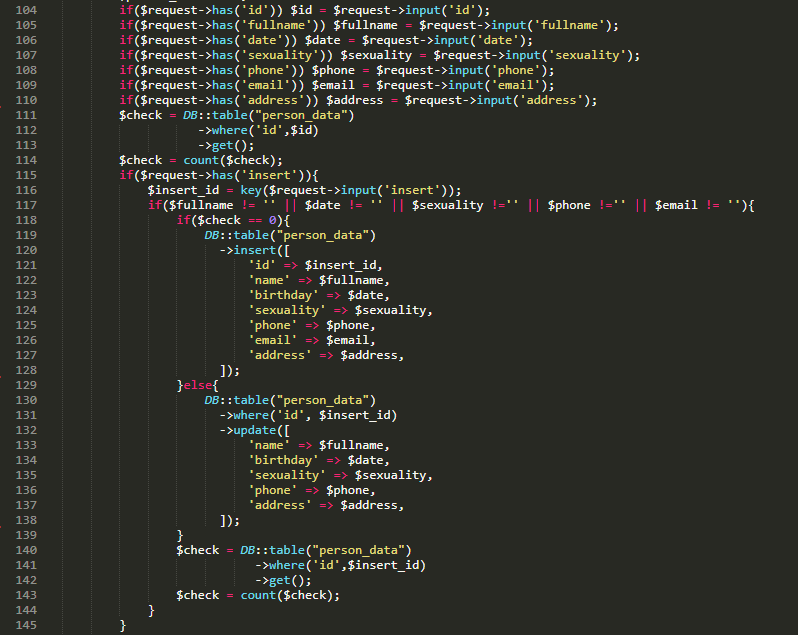 104 if($request->has('id')) $id = $request->input('id');
105 if($request->has('fullname')) $fullname = $request->input('fullname');
106 if($request->has('date')) $date = $request->input('date');
107 if($request->has('sexuality')) $sexuality = $request->input('sexuality');
108 if($request->has('phone')) $phone = $request->input('phone');
109 if($request->has('email')) $email = $request->input('email');
110 if($request->has('address')) $address = $request->input('address');
111 $check = DB::table("person_data")
112 ->where('id',$id)
113 ->get();
114 $check = count($check);
115 if($request->has('insert')){
116 $insert_id = key($request->input('insert'));
117 if($fullname != '' || $date != '' || $sexuality !='' || $phone !='' || $email != ''){
118 if($check == 0){
119 DB::table("person_data")
120 ->insert([
121 'id' => $insert_id,
122 'name' => $fullname,
123 'birthday' => $date,
124 'sexuality' => $sexuality,
125 'phone' => $phone,
126 'email' => $email,
127 'address' => $address,
128 ]);
129 }else{
130 DB::table("person_data")
131 ->where('id', $insert_id)
132 ->update([
133 'name' => $fullname,
134 'birthday' => $date,
135 'sexuality' => $sexuality,
136 'phone' => $phone,
137 'address' => $address,
138 ]);
139 }
140 $check = DB::table("person_data")
141 ->where('id',$insert_id)
142 ->get();
143 $check = count($check);
144 }
145 }